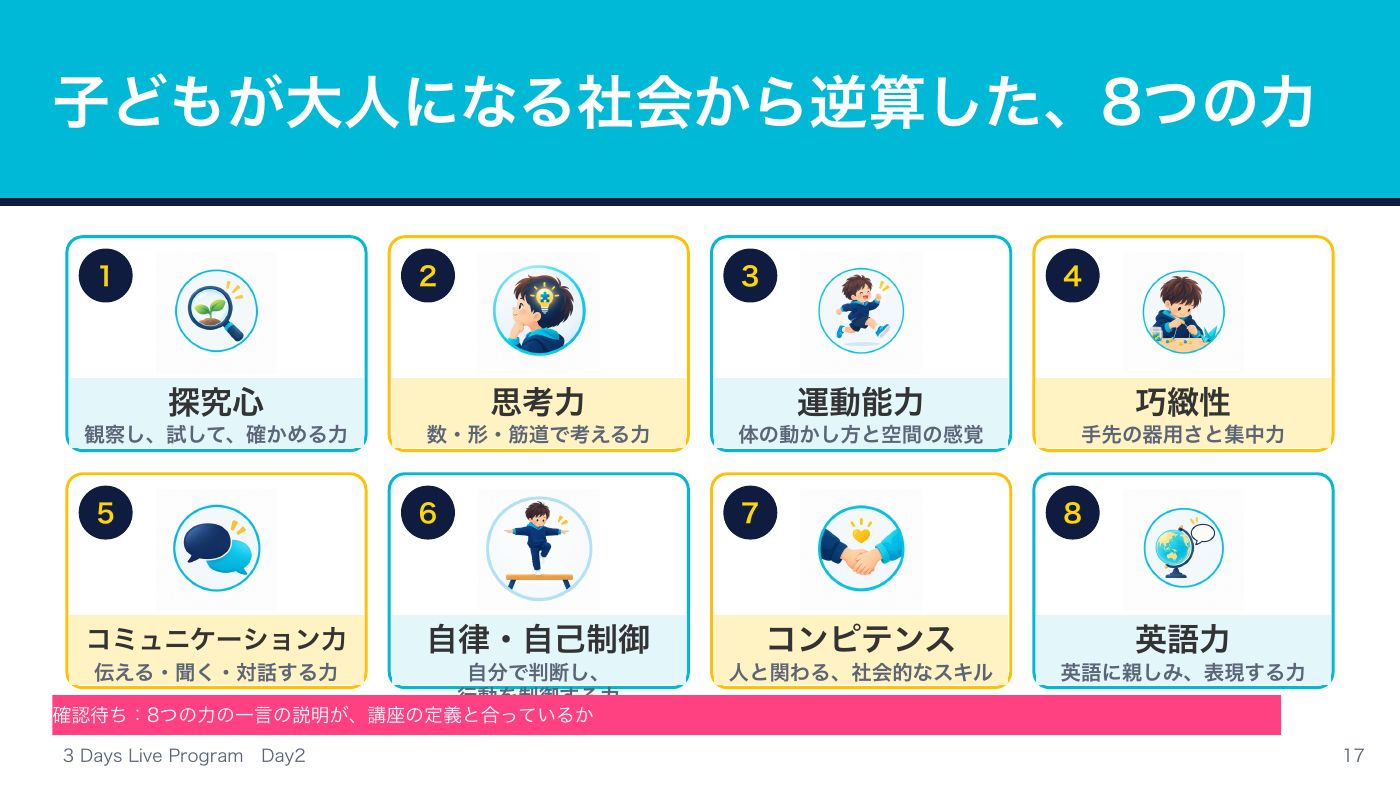 子どもが大人になる社会から逆算した、8つの力
1
探究心
観察し、試して、確かめる力
2
思考力
数・形・筋道で考える力
3
運動能力
体の動かし方と空間の感覚
4
巧緻性
手先の器用さと集中力
5
コミュニケーション力
伝える・聞く・対話する力
6
自律・自己制御
自分で判断し、
行動を制御する力
7
コンピテンス
人と関わる、社会的なスキル
8
英語力
英語に親しみ、表現する力
確認待ち：8つの力の一言の説明が、講座の定義と合っているか
3 Days Live Program　Day2
17